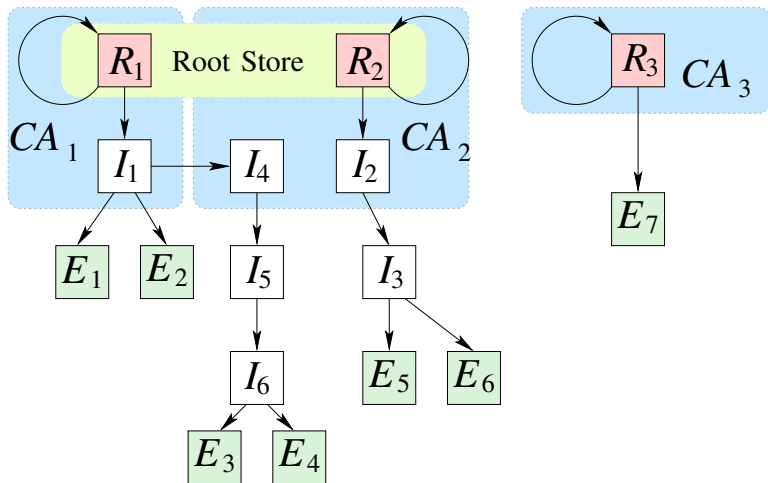 R1 Root Store R2 R3
CA 3
CA 1 CA 2
I1 I4 I2
E7
E1 E2 I5 I3
I6 E5 E6
E3 E4